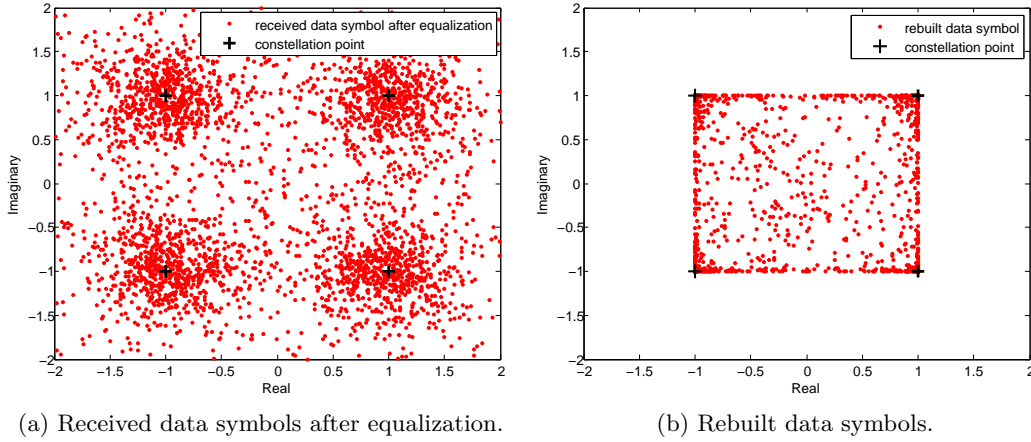 2
1.5
1
0.5
0
−0.5
−1
−1.5
−2
Imaginary
received data symbol after equalization
constellation point
−2 −1.5 −1 −0.5 0 0.5 1 1.5 2
Real
(a) Received data symbols after equalization.
2
1.5
1
0.5
0
−0.5
−1
−1.5
−2
Imaginary
rebuilt data symbol
constellation point
−2 −1.5 −1 −0.5 0 0.5 1 1.5 2
Real
(b) Rebuilt data symbols.